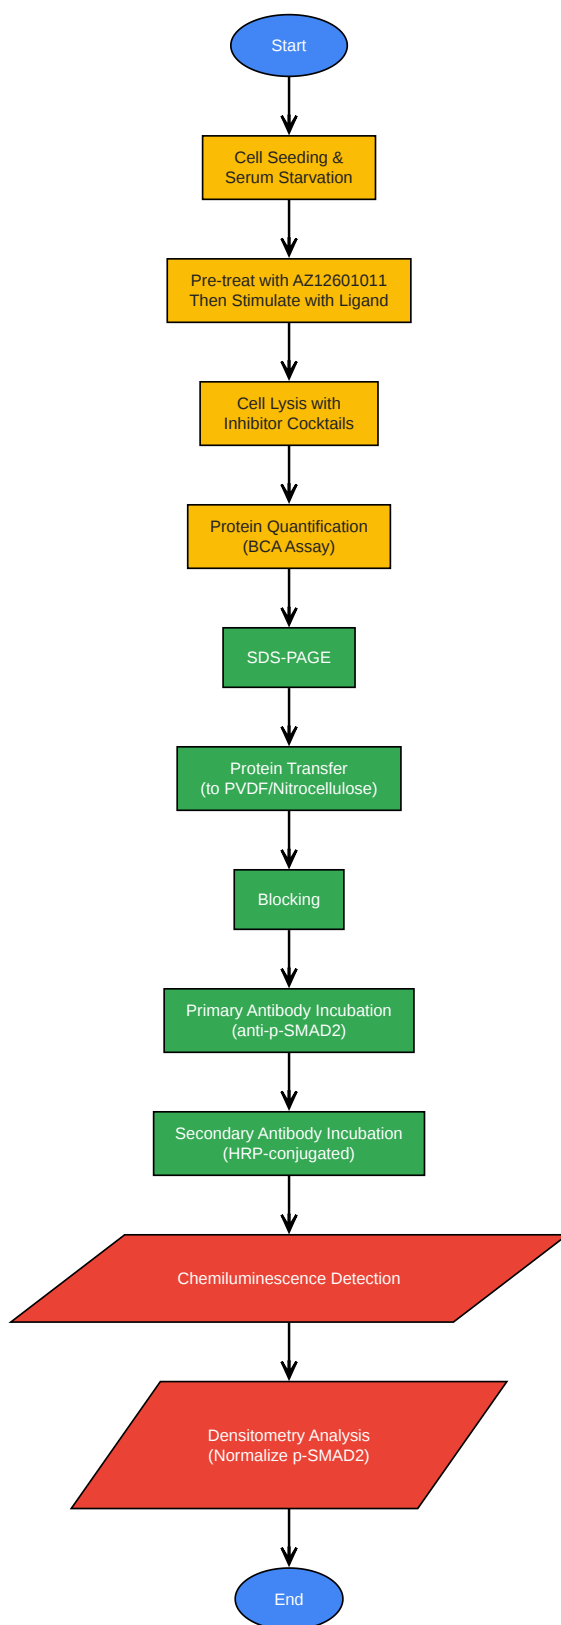 Start
Cell Seeding &
Serum Starvation
Pre-treat with AZ12601011
Then Stimulate with Ligand
Cell Lysis with
Inhibitor Cocktails
Protein Quantification
(BCA Assay)
SDS-PAGE
Protein Transfer
(to PVDF/Nitrocellulose)
Blocking
Primary Antibody Incubation
(anti-p-SMAD2)
Secondary Antibody Incubation
(HRP-conjugated)
Chemiluminescence Detection
Densitometry Analysis
(Normalize p-SMAD2)
End